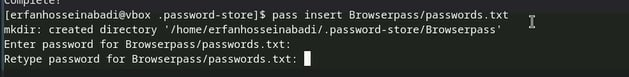 Complete!
[erfanhosseinabadi@vbox .password-store]$ pass insert Browserpass/passwords.txt
mkdir: created directory '/home/erfanhosseinabadi/.password-store/Browserpass'
Enter password for Browserpass/passwords.txt:
Retype password for Browserpass/passwords.txt: